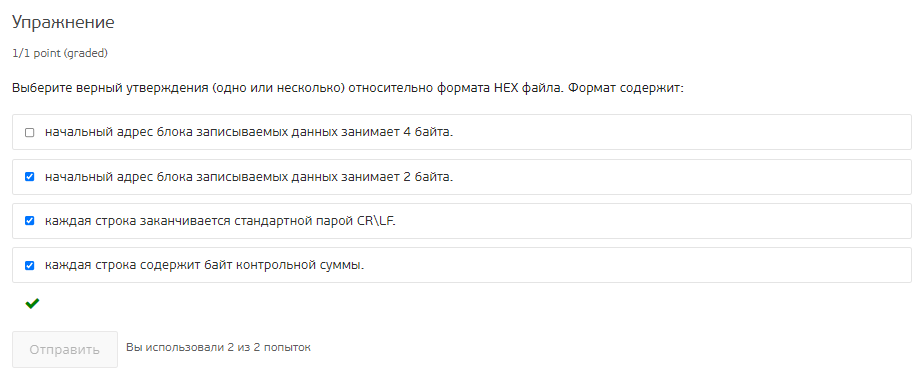 Упражнение
1/1 point (graded)
Выберите верный утверждения (одно или несколько) относительно формата HEX файла. Формат содержит:
начальный адрес блока записываемых данных занимает 4 байта.
начальный адрес блока записываемых данных занимает 2 байта.
каждая строка заканчивается стандартной парой CR\LF.
каждая строка содержит байт контрольной суммы.
Отправить
Вы использовали 2 из 2 попыток